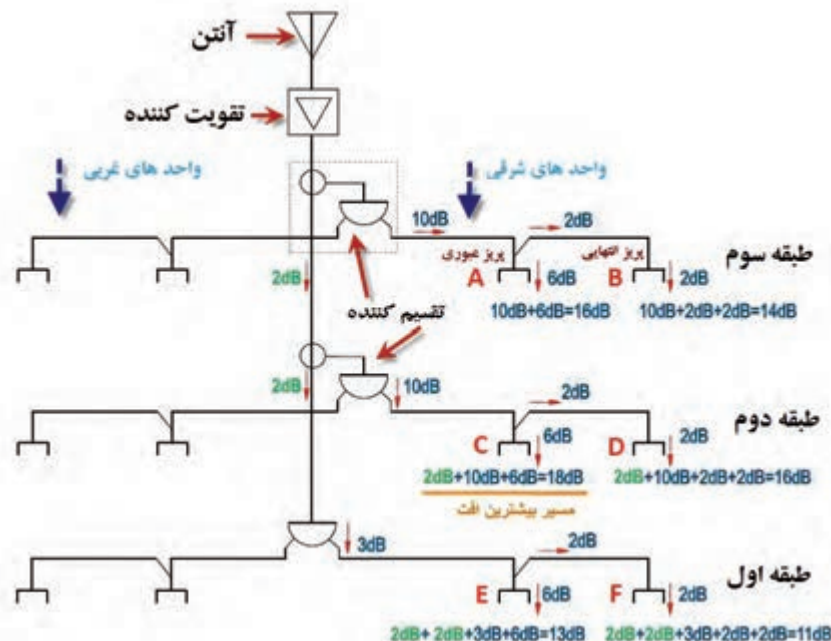 آنتن
تقویت کننده
واحد های غربی
واحد های شرقی
10dB
2dB
پریز عبوری
پریز انتهایی
طبقه سوم
A
6dB
B
2dB
2dB
10dB+6dB=16dB
10dB+2dB+2dB=14dB
تقسیم کننده
2dB
10dB
2dB
طبقه دوم
C
6dB
D
2dB
2dB+10dB+6dB=18dB
2dB+10dB+2dB+2dB=16dB
مسیر بیشترین افت
3dB
2dB
طبقه اول
E
6dB
F
2dB
2dB+ 2dB+3dB+6dB=13dB
2dB+2dB+3dB+2dB+2dB=11dB